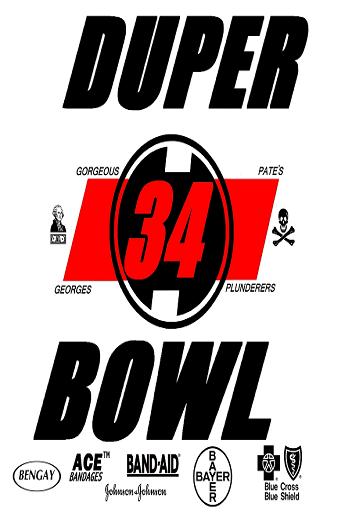 DUPER
GORGEOUS PATE'S
34
GEORGES PLUNDERERS
BOWL
BENGAY
ACE™
BANDAGES
BAND-AID®
Johnson & Johnson
BAYER
BAYER
®
Blue Cross
Blue Shield